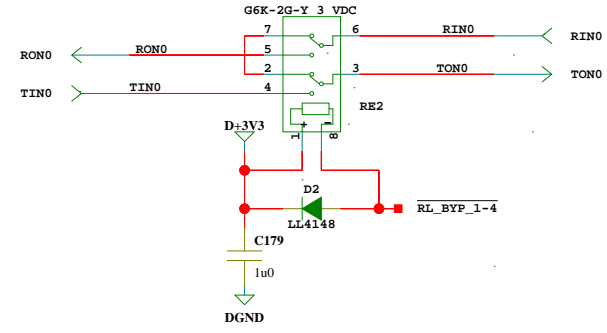 G6K-2G-Y 3 VDC
7
6
RIN0
RIN0
RON0
RON0
5
2
3
TON0
TON0
TIN0
TIN0
4
RE2
+
-
D+3V3
1
8
D2
RL_BYP_1-4
LL4148
C179
1u0
DGND